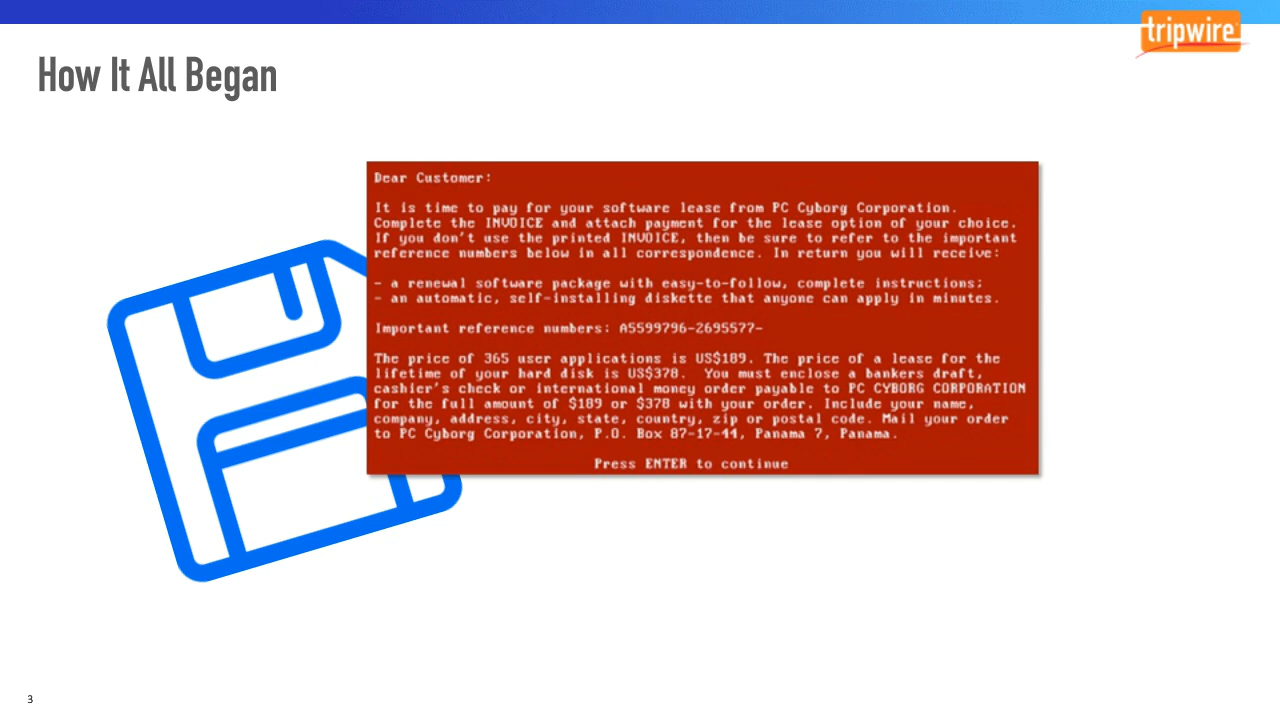 tripwire
How It All Began
Dear Customer:
It is time to pay for your software lease from PC Cyborg Corporation.
Complete the INVOICE and attach payment for the lease option of your choice.
If you don't use the printed INVOICE, then be sure to refer to the important
reference numbers below in all correspondence. In return you will receive:
- a renewal software package with easy-to-follow, complete instructions;
- an automatic, self-installing diskette that anyone can apply in minutes.
Important reference numbers: A5599796-2695577-
The price of 365 user applications is US$189. The price of a lease for the
lifetime of your hard disk is US$378. You must enclose a bankers draft,
cashier's check or international money order payable to PC CYBORG CORPORATION
for the full amount of $189 or $378 with your order. Include your name,
company, address, city, state, country, zip or postal code. Mail your order
to PC Cyborg Corporation, P.O. Box 87-17-44, Panama 7, Panama.
Press ENTER to continue
3